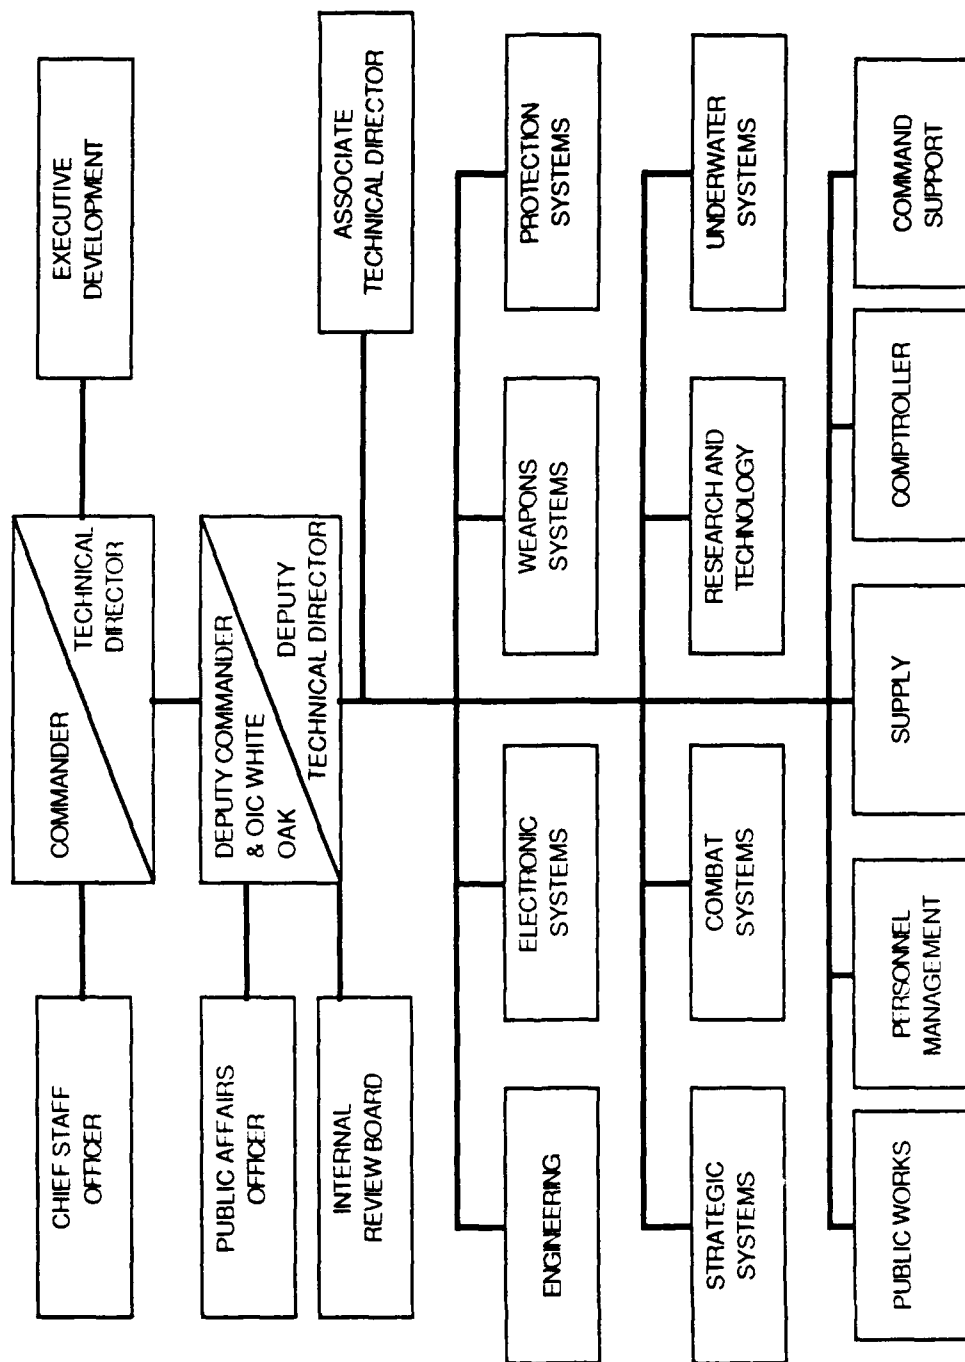 CHIEF STAFF
OFFICER
COMMANDER
TECHNICAL
DIRECTOR
EXECUTIVE
DEVELOPMENT
PUBLIC AFFAIRS
OFFICER
DEPUTY COMMANDER
& OIC WHITE
OAK
DEPUTY
TECHNICAL DIRECTOR
INTERNAL
REVIEW BOARD
ASSOCIATE
TECHNICAL DIRECTOR
ENGINEERING
ELECTRONIC
SYSTEMS
WEAPONS
SYSTEMS
PROTECTION
SYSTEMS
STRATEGIC
SYSTEMS
COMBAT
SYSTEMS
RESEARCH AND
TECHNOLOGY
UNDERWATER
SYSTEMS
PUBLIC WORKS
PERSONNEL
MANAGEMENT
SUPPLY
COMPTROLLER
COMMAND
SUPPORT